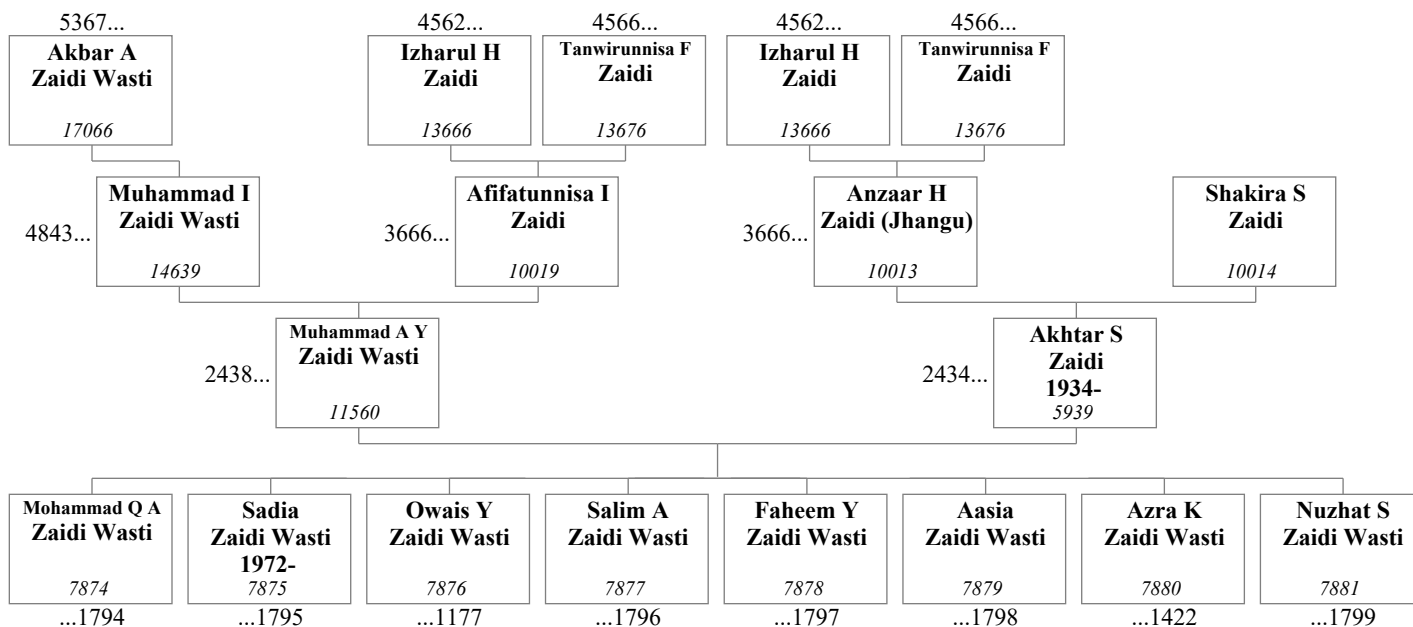 5367...
4562...
4566...
4562...
4566...
Akbar A
Zaidi Wasti
17066
Izharul H
Zaidi
13666
Tanwirunnisa F
Zaidi
13676
Izharul H
Zaidi
13666
Tanwirunnisa F
Zaidi
13676
4843...
Muhammad I
Zaidi Wasti
14639
3666...
Afifatunnisa I
Zaidi
10019
3666...
Anzaar H
Zaidi (Jhangu)
10013
Shakira S
Zaidi
10014
2438...
Muhammad A Y
Zaidi Wasti
11560
2434...
Akhtar S
Zaidi
1934-
5939
Mohammad Q A
Zaidi Wasti
7874
Sadia
Zaidi Wasti
1972-
7875
Owais Y
Zaidi Wasti
7876
Salim A
Zaidi Wasti
7877
Faheem Y
Zaidi Wasti
7878
Aasia
Zaidi Wasti
7879
Azra K
Zaidi Wasti
7880
Nuzhat S
Zaidi Wasti
7881
...1794
...1795
...1177
...1796
...1797
...1798
...1422
...1799